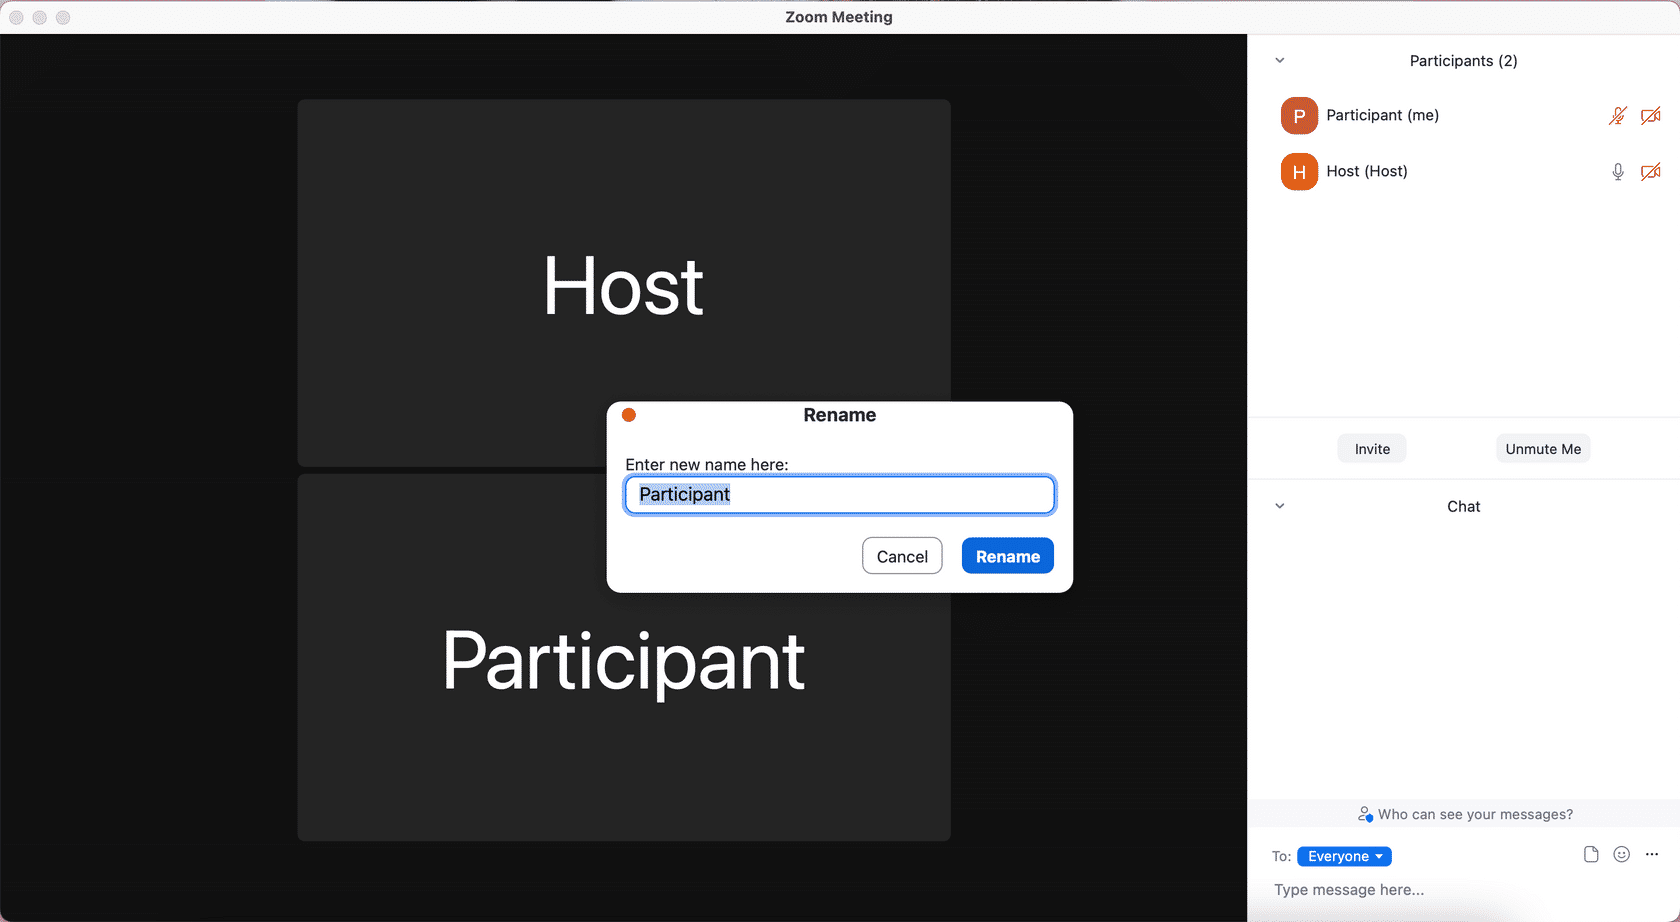 Zoom Meeting
Host
Participant
Rename
Enter new name here:
Participant
Cancel
Rename
Participants (2)
P
Participant (me)
H
Host (Host)
Invite
Unmute Me
Chat
Who can see your messages?
To:
Everyone
Type message here...